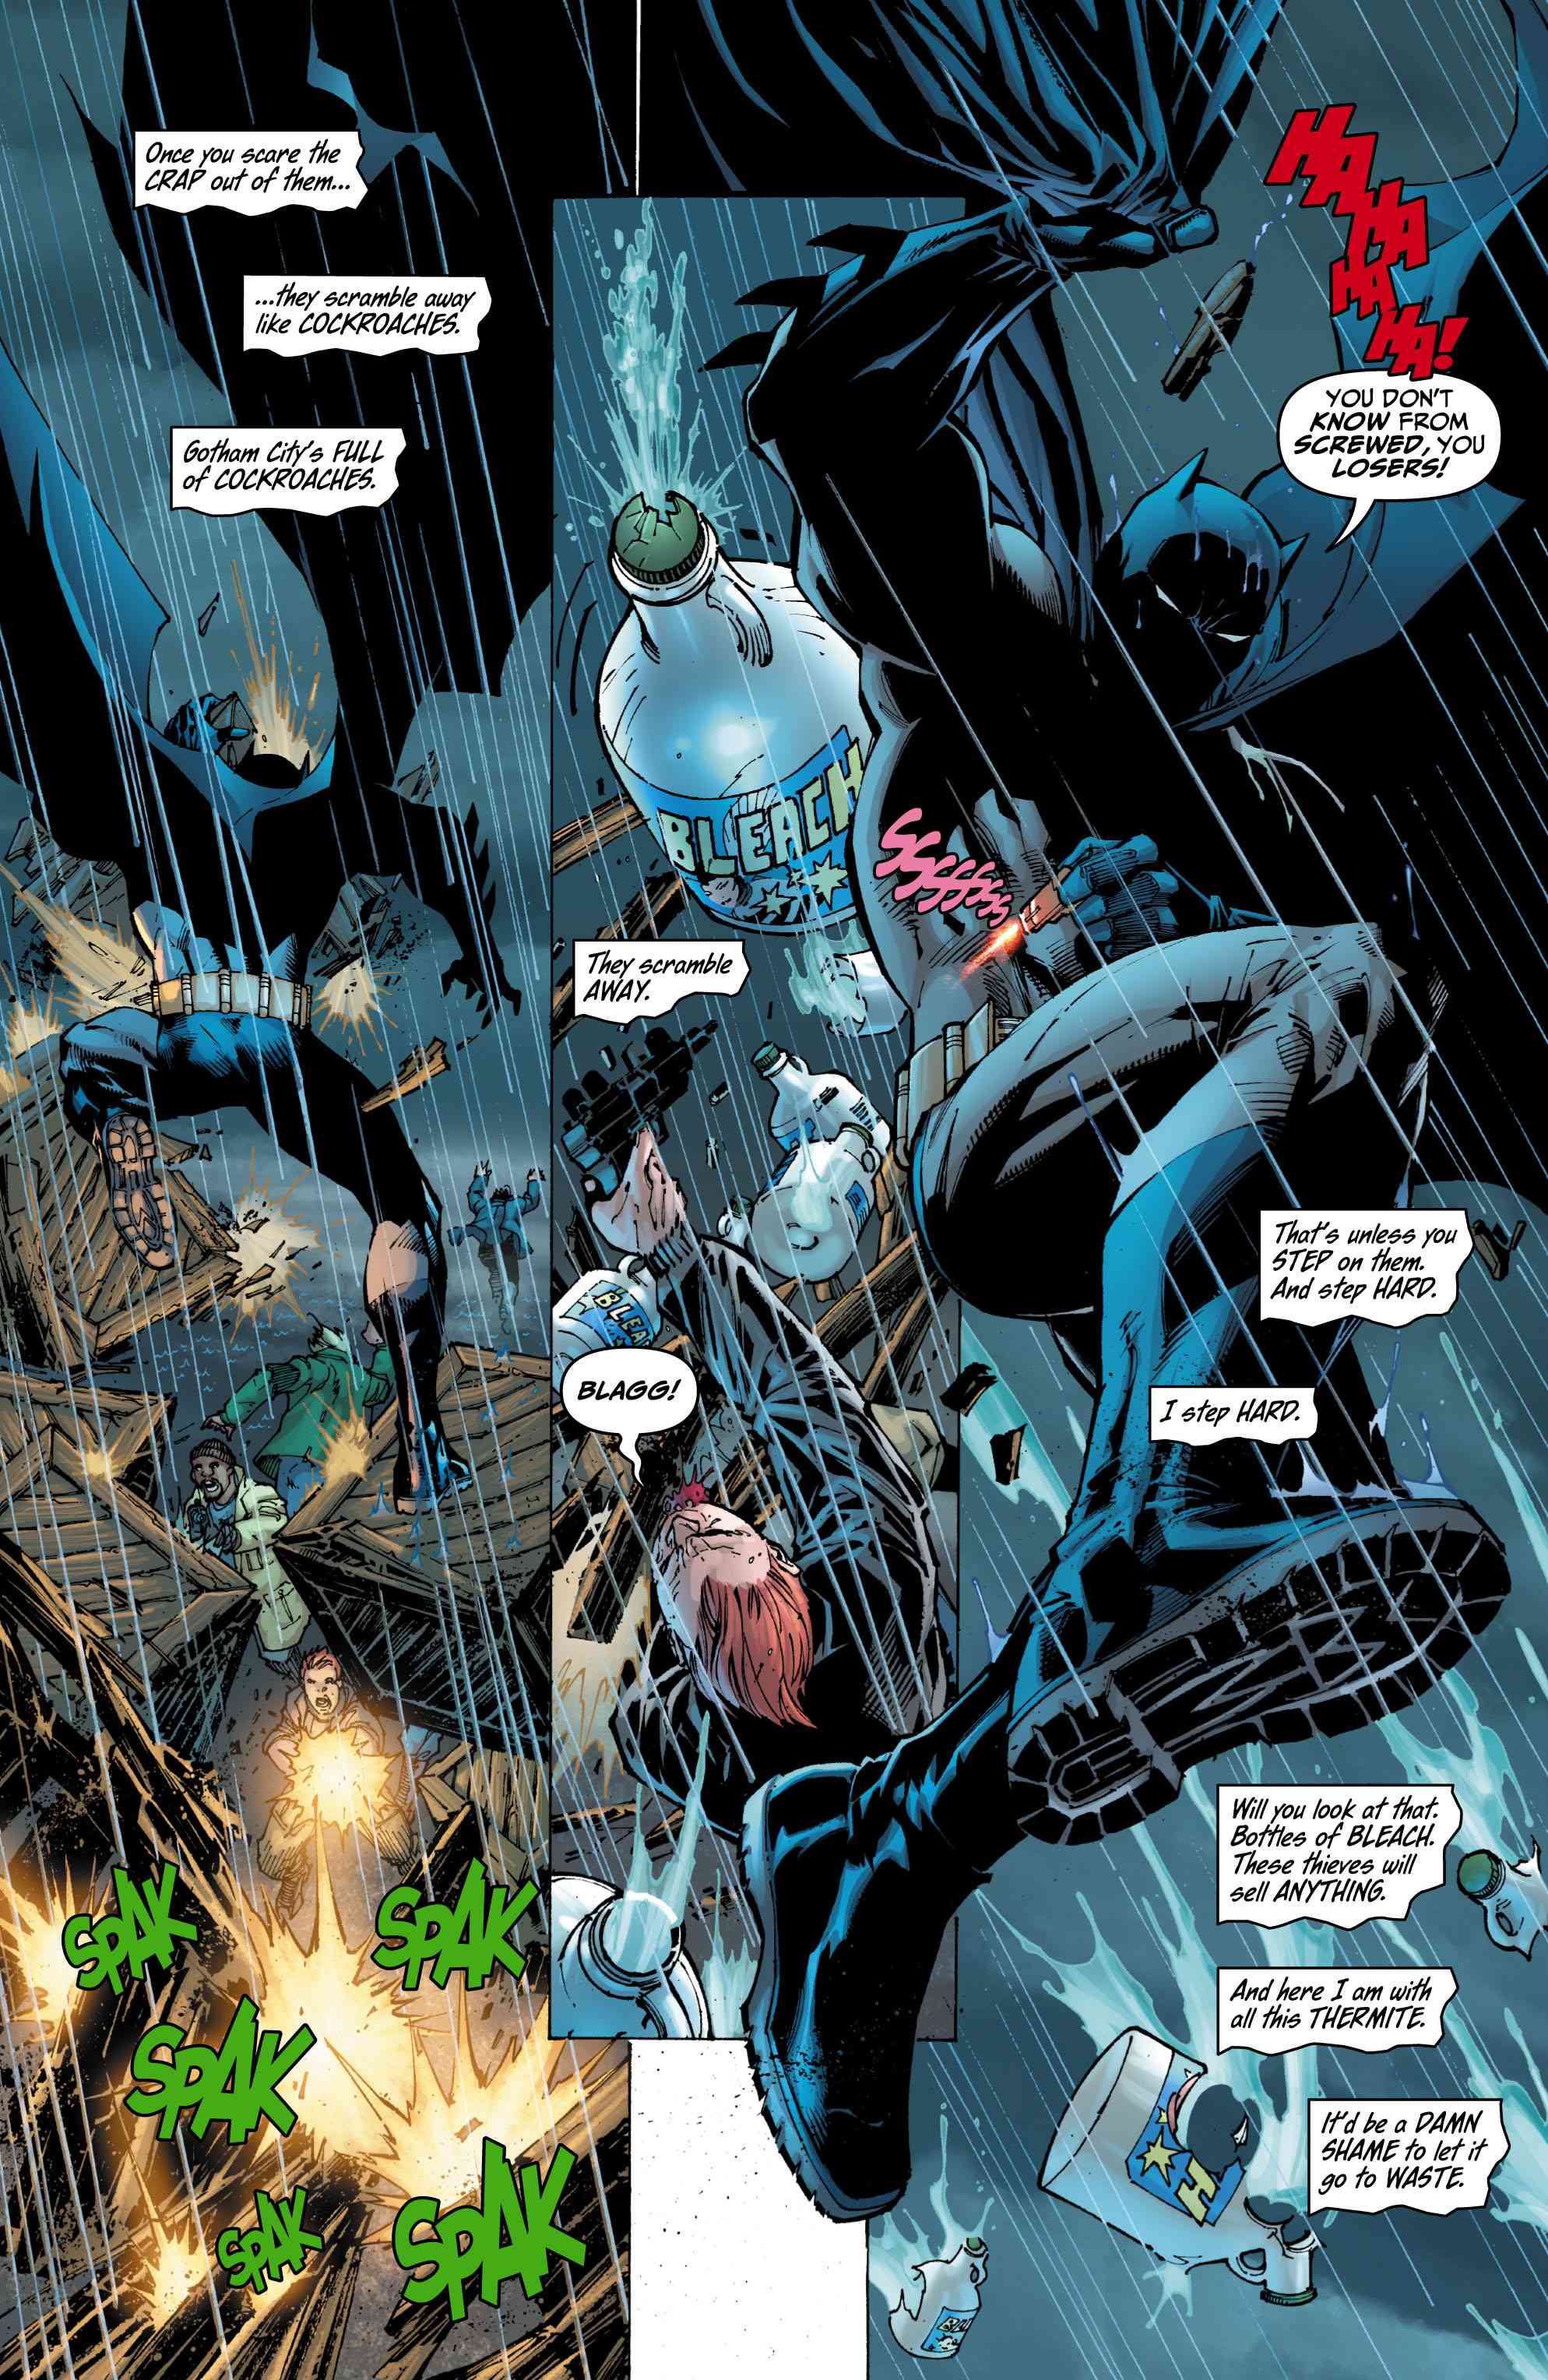 Once you scare the
CRAP out of them...
...they scramble away
like COCKROACHES.
Gotham City's FULL
of COCKROACHES.
SPAK
SPAK
SPAK
SPAK
SPAK
HA
HA
HA
HA!
YOU DON'T
KNOW FROM
SCREWED, YOU
LOSERS!
BLEACH
SSSSSSSS
They scramble
AWAY.
BLEA
BLAGG!
That's unless you
STEP on them.
And step HARD.
I step HARD.
Will you look at that.
Bottles of BLEACH.
These thieves will
sell ANYTHING.
And here I am with
all this THERMITE.
It'd be a DAMN
SHAME to let it
go to WASTE.
H